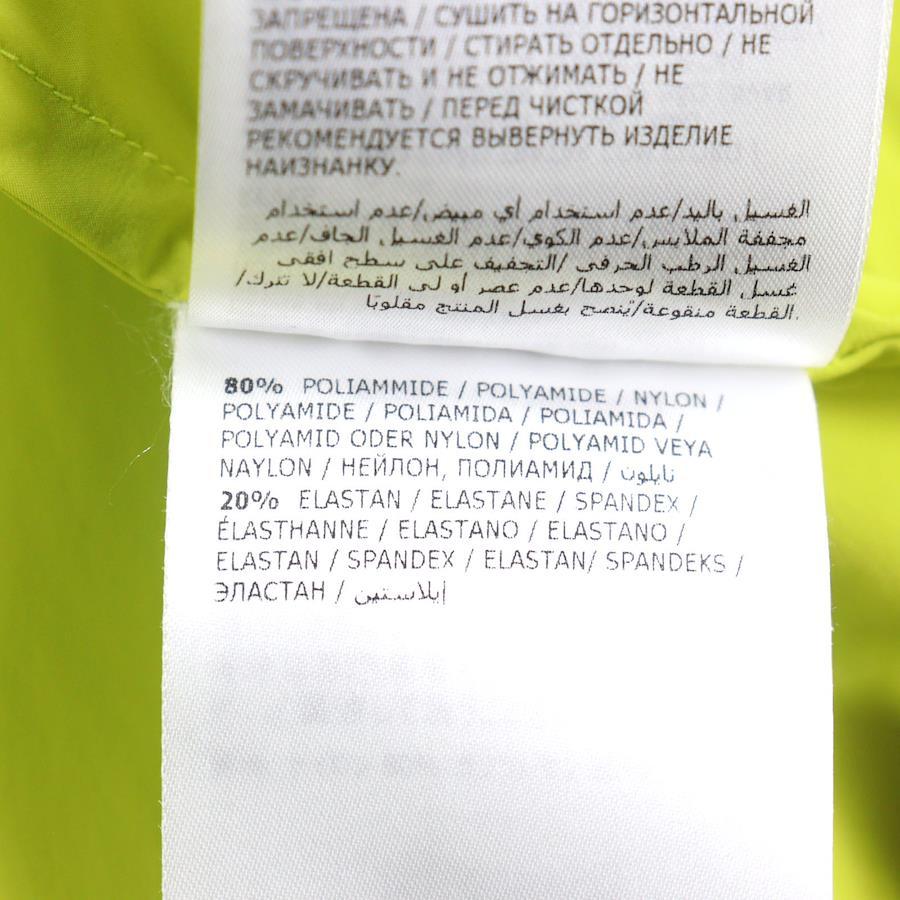 ЗАПРЕЩЕНА / СУШИТЬ НА ГОРИЗОНТАЛЬНОЙ
ПОВЕРХНОСТИ / СТИРАТЬ ОТДЕЛЬНО / НЕ
СКРУЧИВАТЬ И НЕ ОТЖИМАТЬ / НЕ
ЗАМАЧИВАТЬ / ПЕРЕД ЧИСТКОЙ
РЕКОМЕНДУЕТСЯ ВЫВЕРНУТЬ ИЗДЕЛИЕ
НАИЗНАНКУ.
الغسيل باليد/عدم استخدام أي مبيض/عدم استخدام
مجففة الملابس/عدم الكوي/عدم الغسيل الجاف/عدم
الغسيل الرطب الحرفي /التجفيف على سطح افقي
غسل القطعة لوحدها/عدم عصر أو لي القطعة/لا تترك/
القطعة منقوعة/يُنصح بغسل المنتج مقلوبًا.
80% POLIAMMIDE / POLYAMIDE / NYLON /
POLYAMIDE / POLIAMIDA / POLIAMIDA /
POLYAMID ODER NYLON / POLYAMID VEYA
NAYLON / НЕЙЛОН, ПОЛИАМИД / نايلون
20% ELASTAN / ELASTANE / SPANDEX /
ÉLASTHANNE / ELASTANO / ELASTANO /
ELASTAN / SPANDEX / ELASTAN/ SPANDEKS /
ЭЛАСТАН / إيلاستين